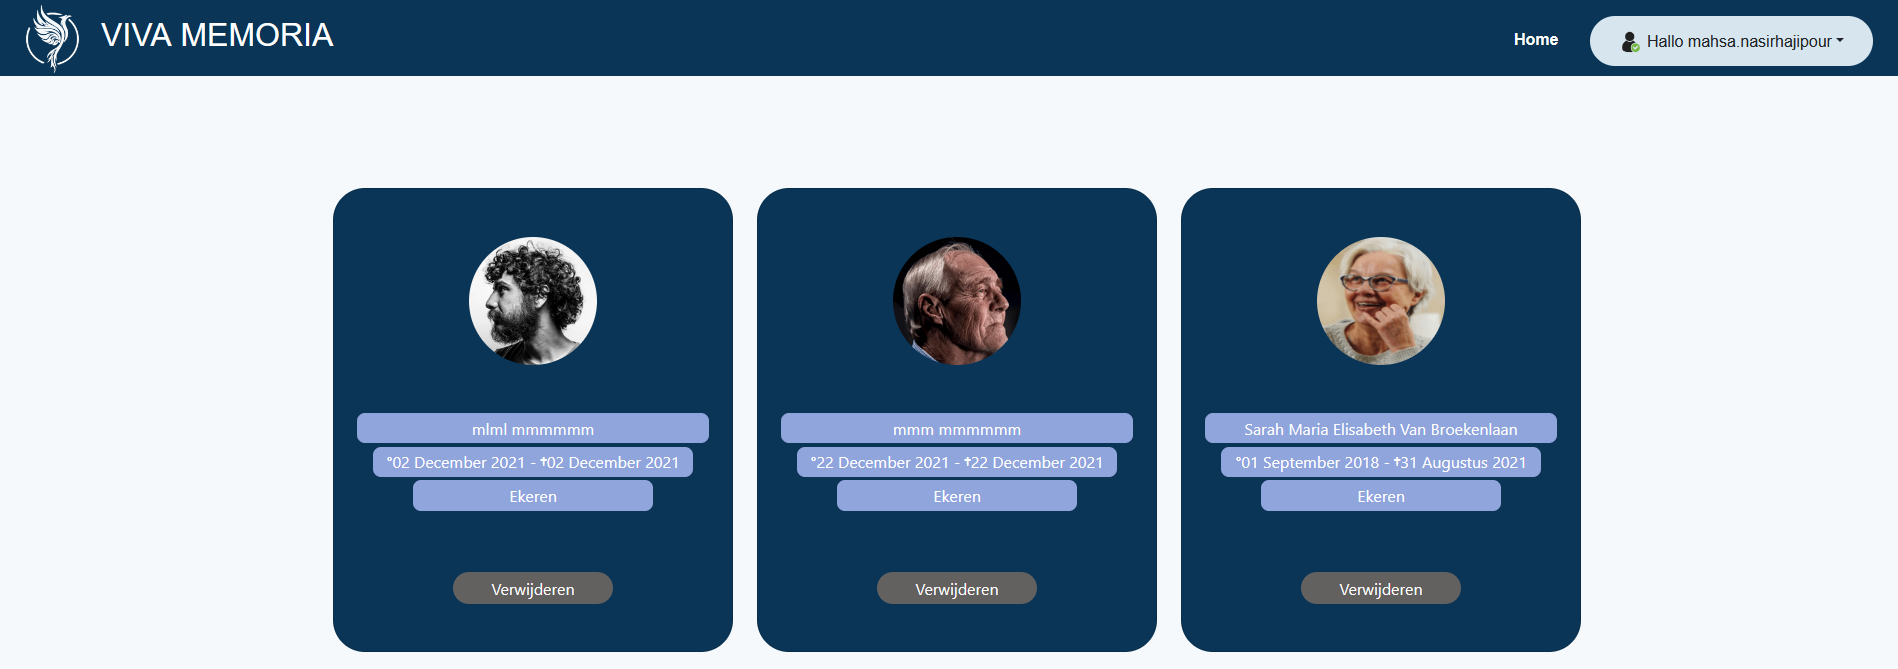 VIVA MEMORIA
Home
Hallo mahsa.nasirhajipour
mlml mmmmmm
°02 December 2021 - ✝02 December 2021
Ekeren
Verwijderen
mmm mmmmmm
°22 December 2021 - ✝22 December 2021
Ekeren
Verwijderen
Sarah Maria Elisabeth Van Broekenlaan
°01 September 2018 - ✝31 Augustus 2021
Ekeren
Verwijderen